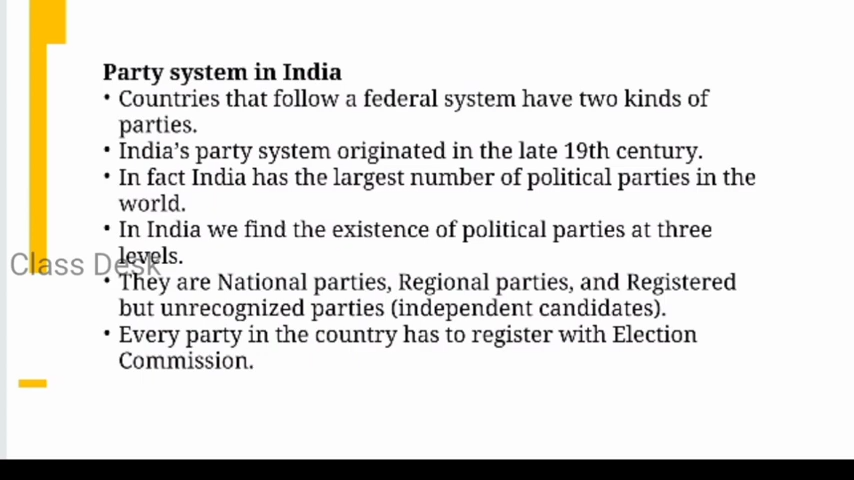 Party system in India
• Countries that follow a federal system have two kinds of
parties.
• India's party system originated in the late 19th century.
• In fact India has the largest number of political parties in the
world.
• In India we find the existence of political parties at three
levels.
Class Desk
• They are National parties, Regional parties, and Registered
but unrecognized parties (independent candidates).
• Every party in the country has to register with Election
Commission.